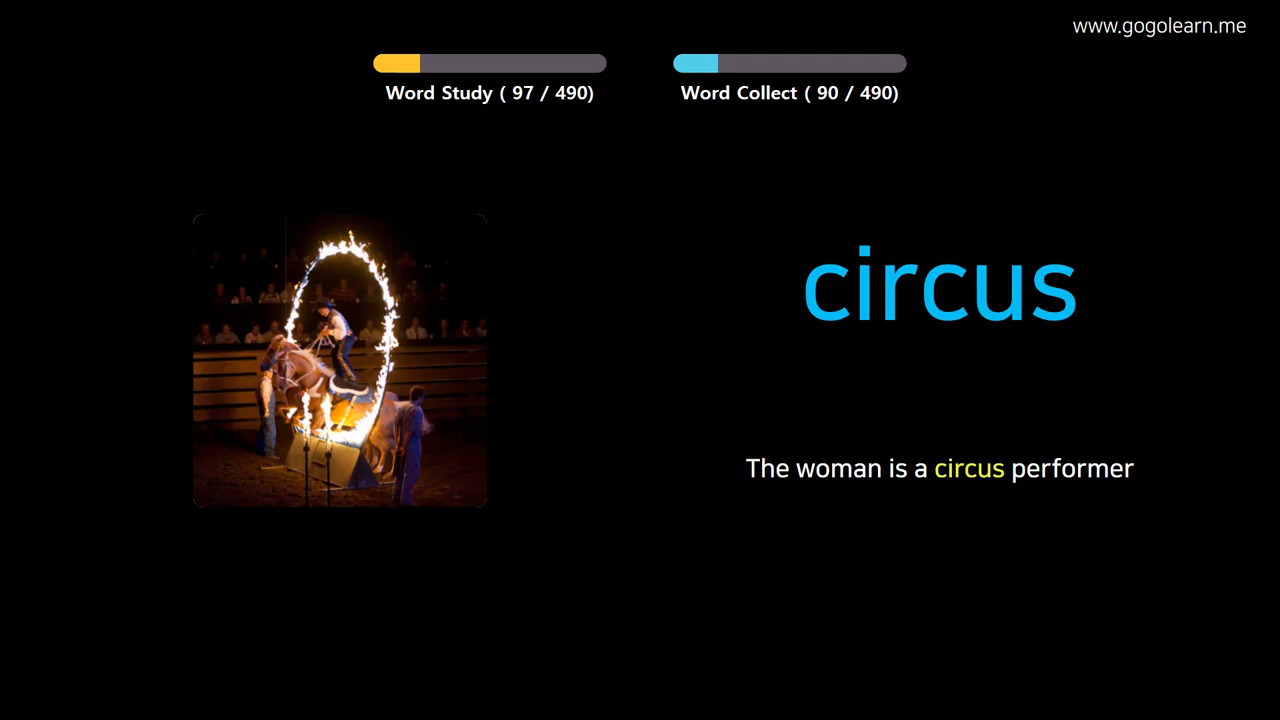 www.gogolearn.me
Word Study ( 97 / 490)
Word Collect ( 90 / 490)
circus
The woman is a circus performer